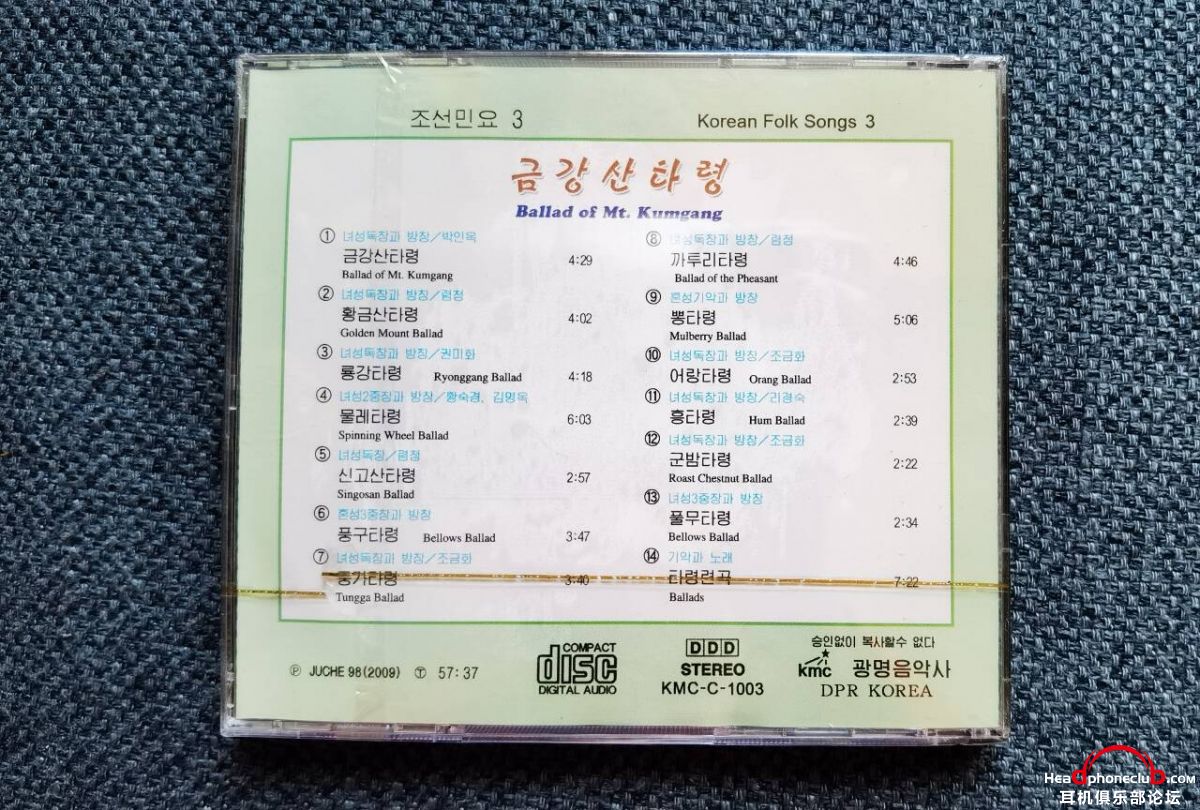 조선민요 3
Korean Folk Songs 3
금강산타령
Ballad of Mt. Kumgang
① 녀성독창과 방창/박인옥
금강산타령 4:29
Ballad of Mt. Kumgang
② 녀성독창과 방창/렴청
황금산타령 4:02
Golden Mount Ballad
③ 녀성독창과 방창/권미화
룡강타령 Ryonggang Ballad 4:18
④ 녀성2중창과 방창/황숙경, 김명옥
물레타령 6:03
Spinning Wheel Ballad
⑤ 녀성독창/렴청
신고산타령 2:57
Singosan Ballad
⑥ 혼성3중창과 방창
풍구타령 Bellows Ballad 3:47
⑦ 녀성독창과 방창/조금화
둥가타령 3:40
Tungga Ballad
⑧ 녀성독창과 방창/렴청
까투리타령 4:46
Ballad of the Pheasant
⑨ 혼성기악과 방창
뽕타령 5:06
Mulberry Ballad
⑩ 녀성독창과 방창/조금화
어랑타령 Orang Ballad 2:53
⑪ 녀성독창과 방창/리경숙
흥타령 Hum Ballad 2:39
⑫ 녀성독창과 방창/조금화
군밤타령 2:22
Roast Chestnut Ballad
⑬ 녀성3중창과 방창
풀무타령 2:34
Bellows Ballad
⑭ 기악과 노래
타령련곡 7:22
Ballads
Ⓟ JUCHE 98(2009) Ⓣ 57:37
COMPACT
disc
DIGITAL AUDIO
DDD
STEREO
KMC-C-1003
승인없이 복사할수 없다
kmc 광명음악사
DPR KOREA
Headphoneclub.com
耳机俱乐部论坛